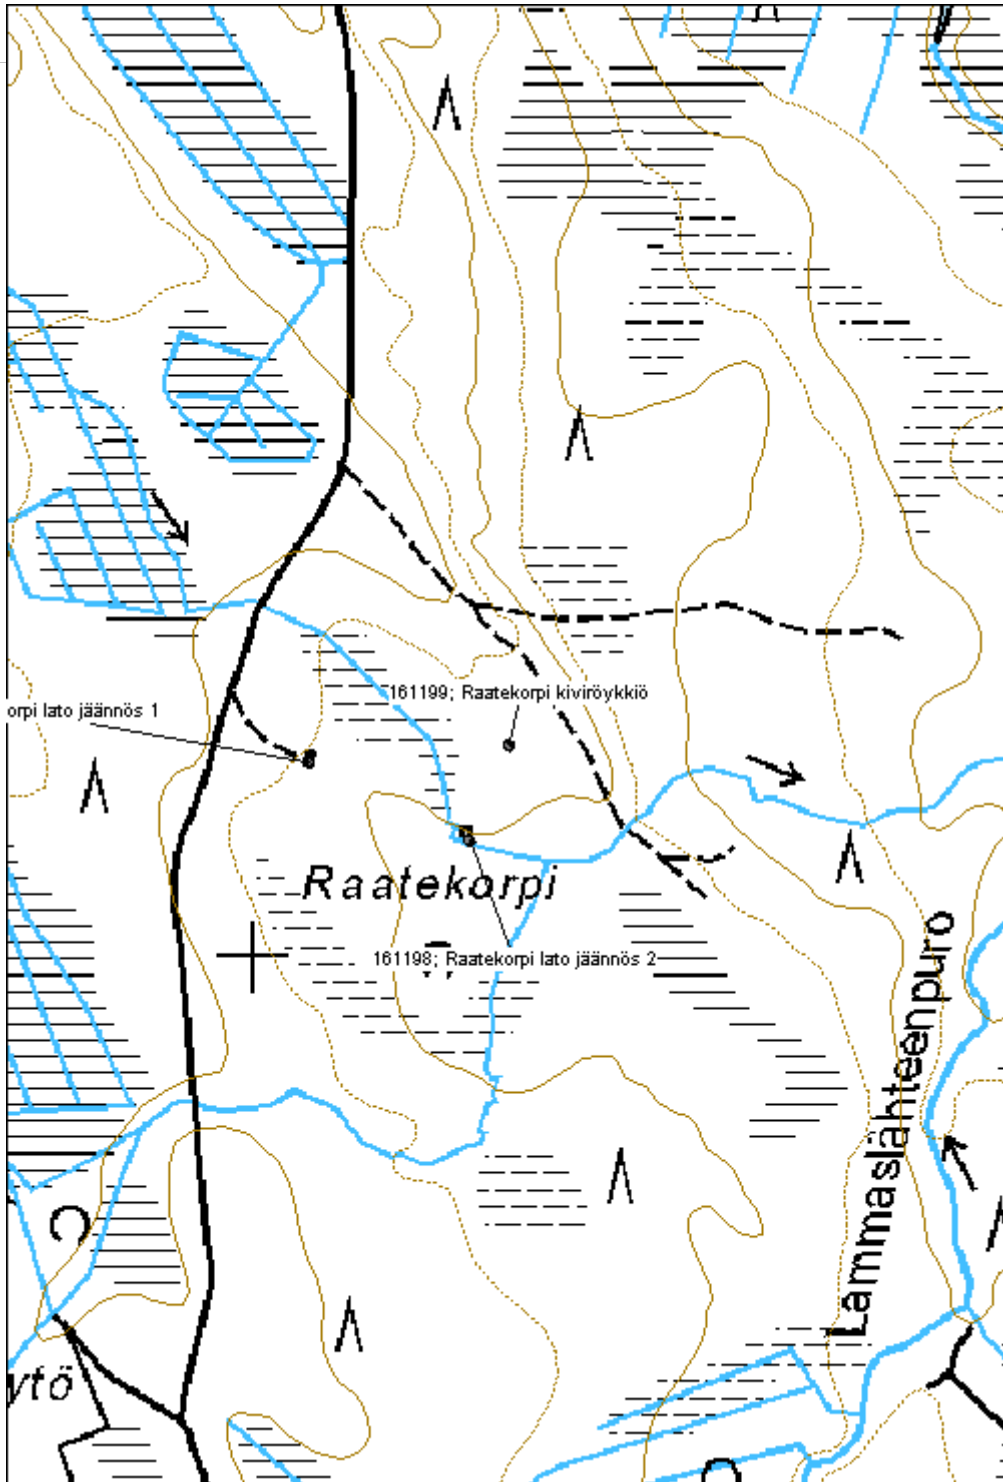 161199; Raatekorpi kiviröykkiö
orpi lato jäännös 1
Raatekorpi
161198; Raatekorpi lato jäännös 2
Lammaslähteenpuro
ytö